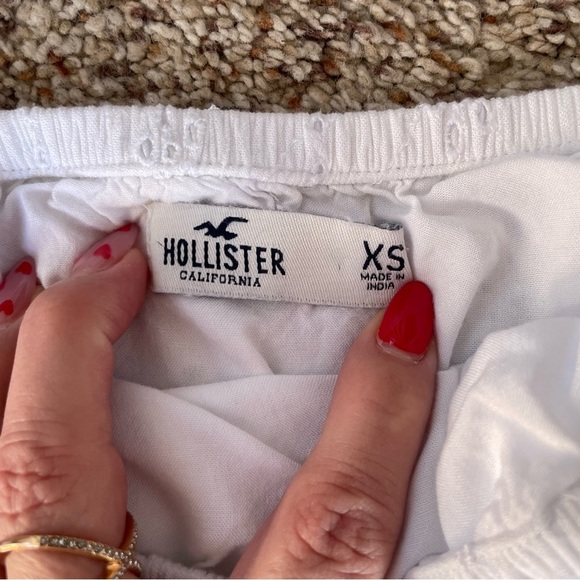 HOLLISTER
CALIFORNIA
XS
MADE IN
INDIA